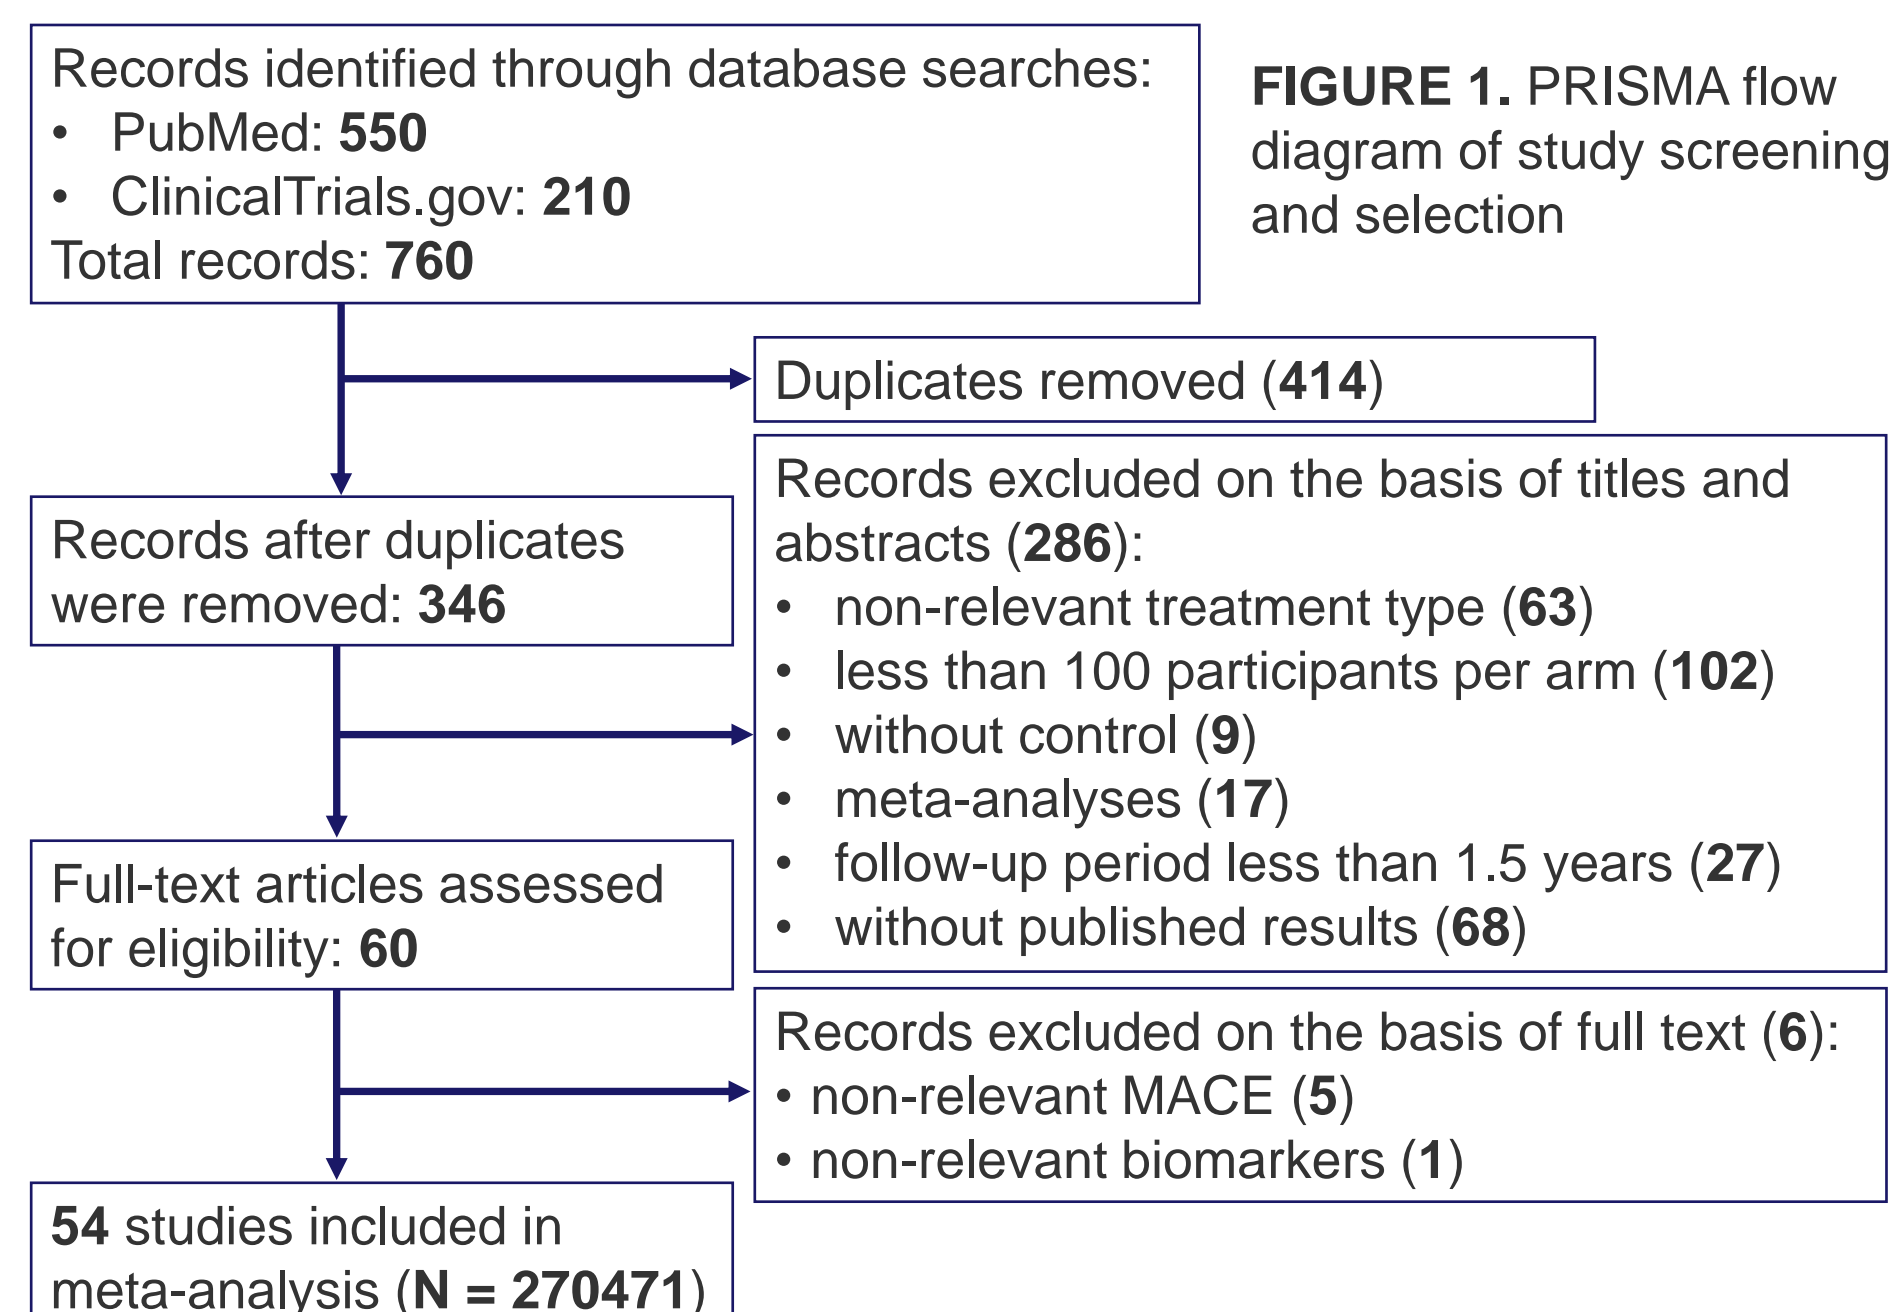 Records identified through database searches:
• PubMed: 550
• ClinicalTrials.gov: 210
Total records: 760
FIGURE 1. PRISMA flow
diagram of study screening
and selection
Duplicates removed (414)
Records after duplicates
were removed: 346
Records excluded on the basis of titles and
abstracts (286):
• non-relevant treatment type (63)
• less than 100 participants per arm (102)
• without control (9)
• meta-analyses (17)
• follow-up period less than 1.5 years (27)
• without published results (68)
Full-text articles assessed
for eligibility: 60
Records excluded on the basis of full text (6):
• non-relevant MACE (5)
• non-relevant biomarkers (1)
54 studies included in
meta-analysis (N = 270471)